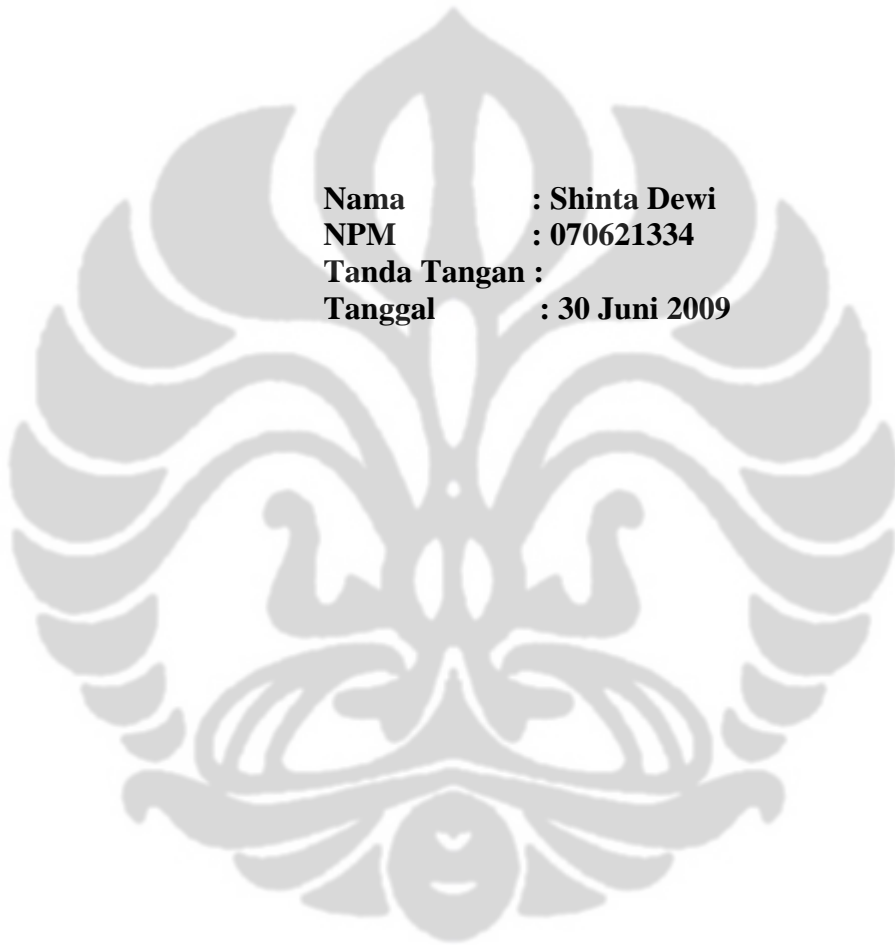 Nama : Shinta Dewi
NPM : 070621334
Tanda Tangan :
Tanggal : 30 Juni 2009